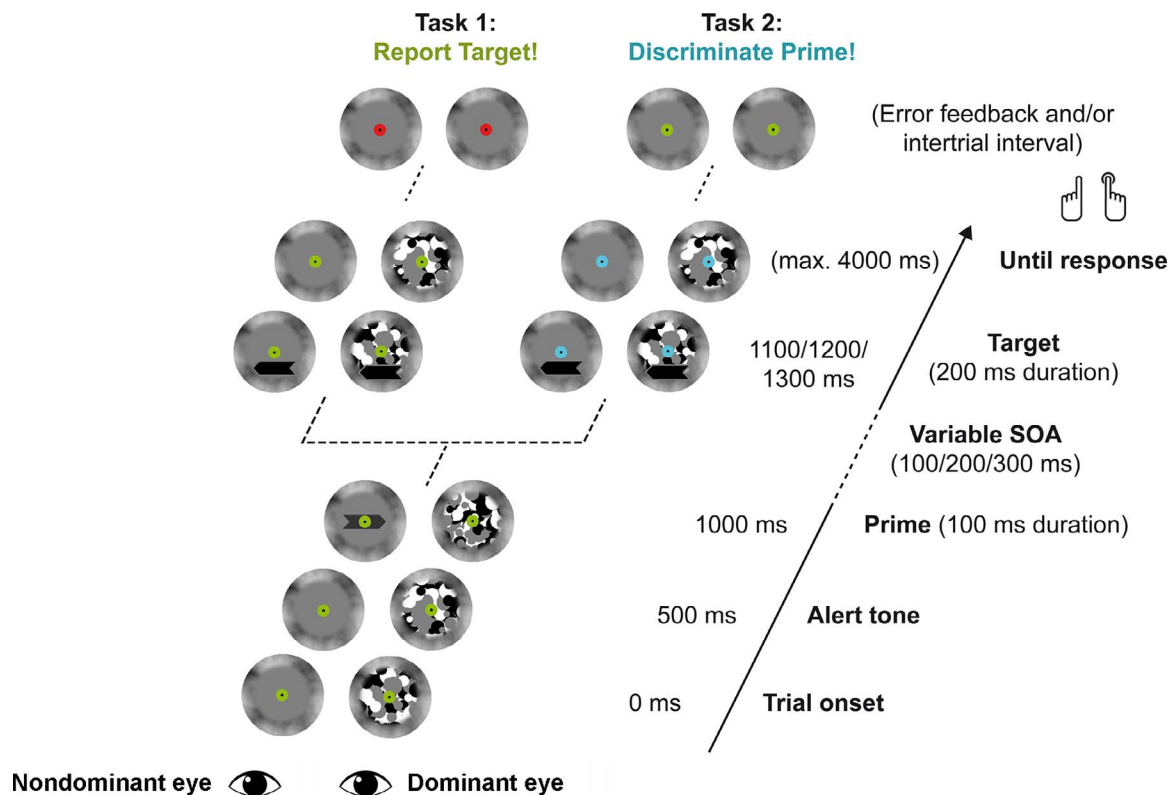 Task 1:
Report Target!
Task 2:
Discriminate Prime!
(Error feedback and/or
intertrial interval)
(max. 4000 ms)
Until response
1100/1200/
1300 ms
Target
(200 ms duration)
Variable SOA
(100/200/300 ms)
1000 ms
Prime (100 ms duration)
500 ms
Alert tone
0 ms
Trial onset
Nondominant eye
Dominant eye